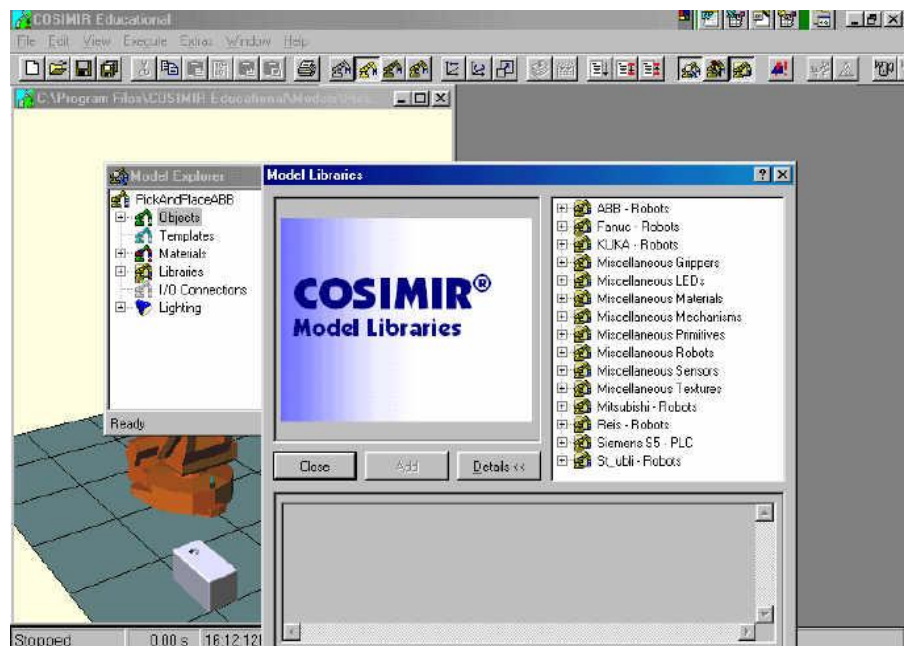 COSIMIR Educational
File Edit View Execute Extras Window Help
C:\Program Files\COSIMIR Educational\Models\
Model Explorer
PickAndPlaceABB
Objects
Templates
Materials
Libraries
I/O Connections
Lighting
Ready
Model Libraries
COSIMIR®
Model Libraries
ABB - Robots
Fanuc - Robots
KUKA - Robots
Miscellaneous Grippers
Miscellaneous LEDs
Miscellaneous Materials
Miscellaneous Mechanisms
Miscellaneous Primitives
Miscellaneous Robots
Miscellaneous Sensors
Miscellaneous Textures
Mitsubishi - Robots
Reis - Robots
Siemens S5 - PLC
St_ubli - Robots
Close Add Details <<
Stopped 0.00 s 16:12:12